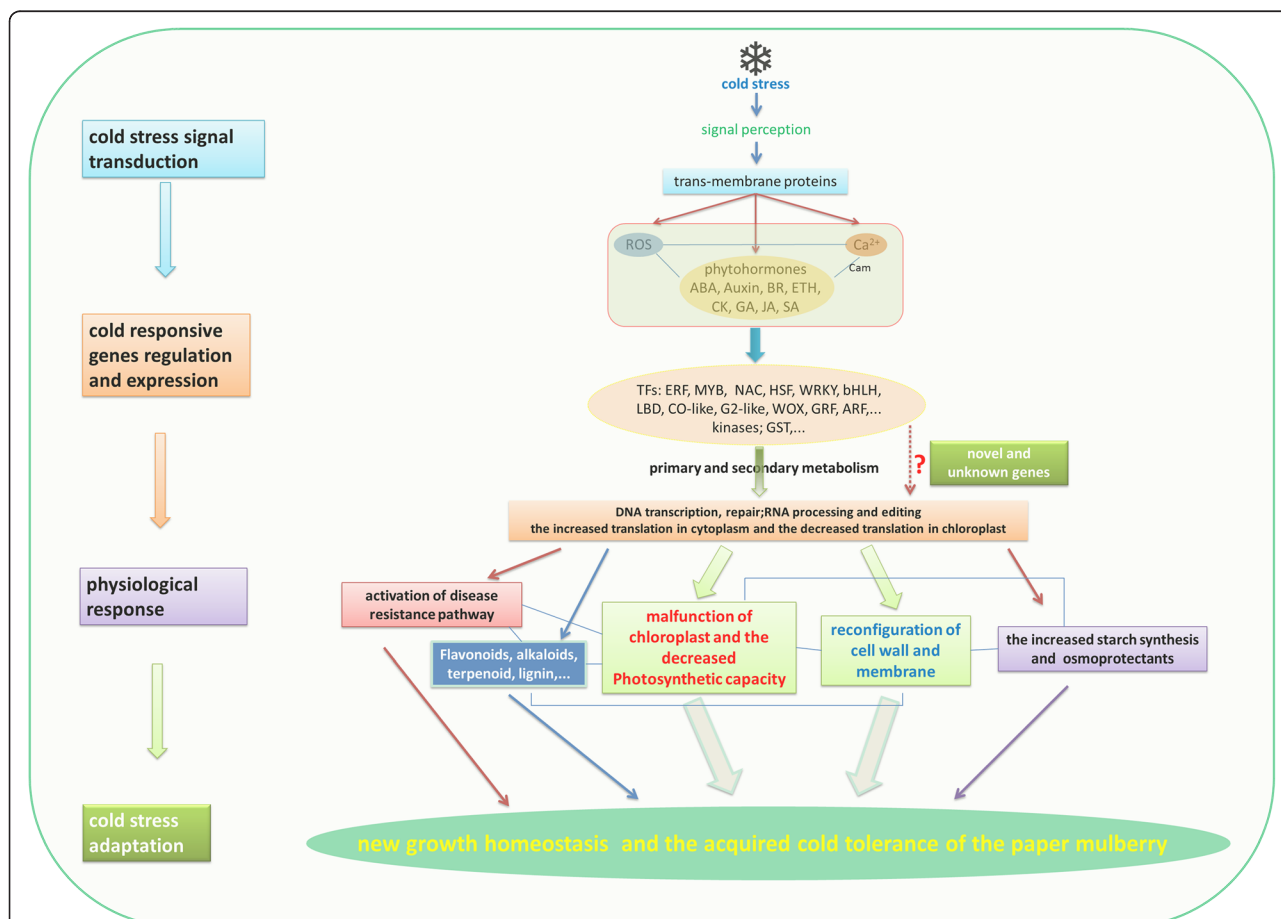 cold stress
signal perception
trans-membrane proteins
ROS
Ca2+
Cam
phytohormones
ABA, Auxin, BR, ETH,
CK, GA, JA, SA
TFs: ERF, MYB, NAC, HSF, WRKY, bHLH,
LBD, CO-like, G2-like, WOX, GRF, ARF,...
kinases; GST,...
primary and secondary metabolism
?
novel and
unknown genes
DNA transcription, repair;RNA processing and editing
the increased translation in cytoplasm and the decreased translation in chloroplast
activation of disease
resistance pathway
Flavonoids, alkaloids,
terpenoid, lignin,...
malfunction of
chloroplast and the
decreased
Photosynthetic capacity
reconfiguration of
cell wall and
membrane
the increased starch synthesis
and osmoprotectants
new growth homeostasis and the acquired cold tolerance of the paper mulberry
cold stress signal
transduction
cold responsive
genes regulation
and expression
physiological
response
cold stress
adaptation